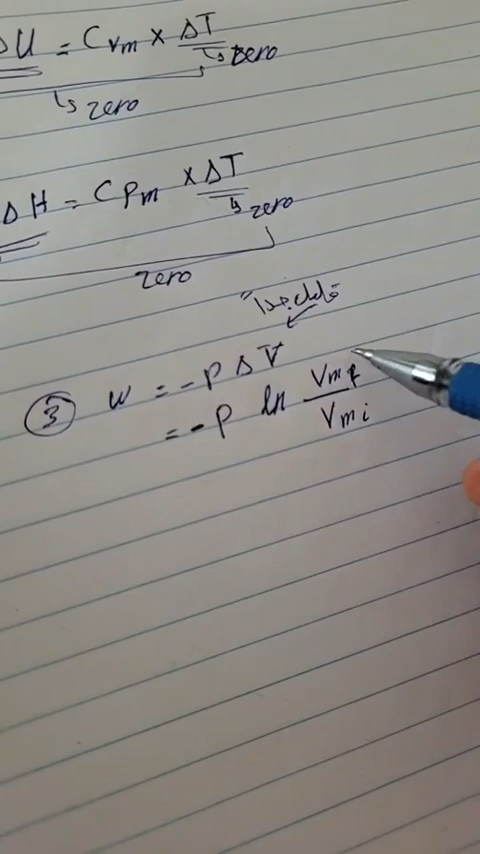 ΔU = Cvm × ΔT
↳ zero
↳ zero
ΔH = Cpm × ΔT
↳ zero
zero
③ W = -P ΔV
= -P ln Vmf / Vmi